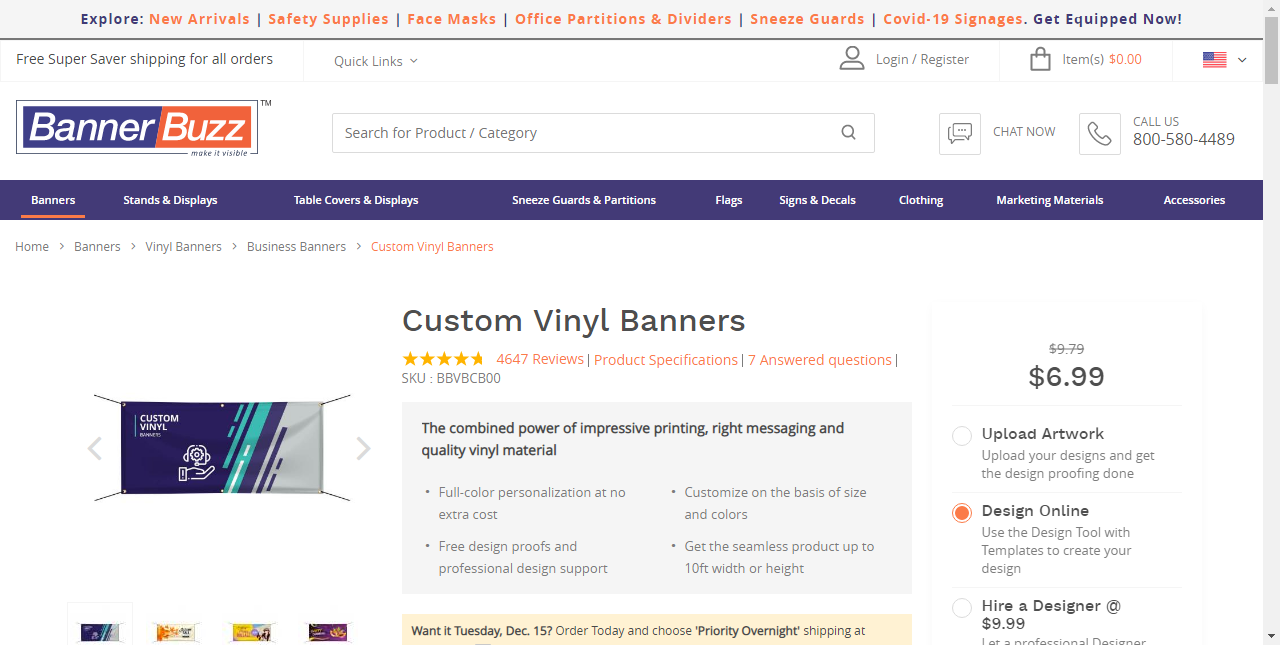 Explore: New Arrivals | Safety Supplies | Face Masks | Office Partitions & Dividers | Sneeze Guards | Covid-19 Signages. Get Equipped Now!
Free Super Saver shipping for all orders
Quick Links
Login / Register
Item(s) $0.00
Banner Buzz TM
make it visible
Search for Product / Category
CHAT NOW
CALL US
800-580-4489
Banners
Stands & Displays
Table Covers & Displays
Sneeze Guards & Partitions
Flags
Signs & Decals
Clothing
Marketing Materials
Accessories
Home > Banners > Vinyl Banners > Business Banners > Custom Vinyl Banners
CUSTOM
VINYL
BANNERS
Custom Vinyl Banners
4647 Reviews | Product Specifications | 7 Answered questions |
SKU : BBVBCB00
The combined power of impressive printing, right messaging and
quality vinyl material
• Full-color personalization at no
extra cost
• Customize on the basis of size
and colors
• Free design proofs and
professional design support
• Get the seamless product up to
10ft width or height
Want it Tuesday, Dec. 15? Order Today and choose 'Priority Overnight' shipping at
$9.79
$6.99
Upload Artwork
Upload your designs and get
the design proofing done
Design Online
Use the Design Tool with
Templates to create your
design
Hire a Designer @
$9.99
Let a professional Designer